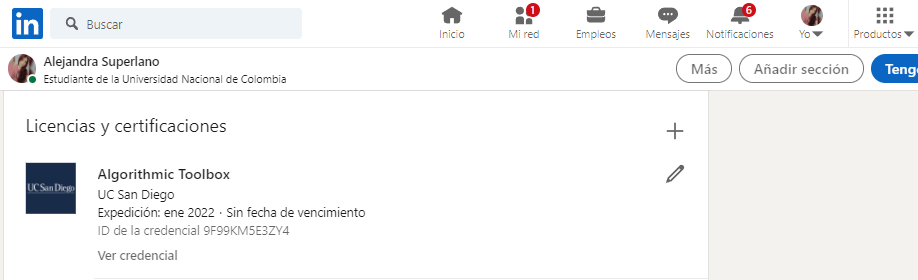 in
Buscar
Inicio
1
Mi red
Empleos
Mensajes
6
Notificaciones
Yo
Productos
Alejandra Superlano
Estudiante de la Universidad Nacional de Colombia
Más
Añadir sección
Teng
Licencias y certificaciones
UC San Diego
Algorithmic Toolbox
UC San Diego
Expedición: ene 2022 · Sin fecha de vencimiento
ID de la credencial 9F99KM5E3ZY4
Ver credencial